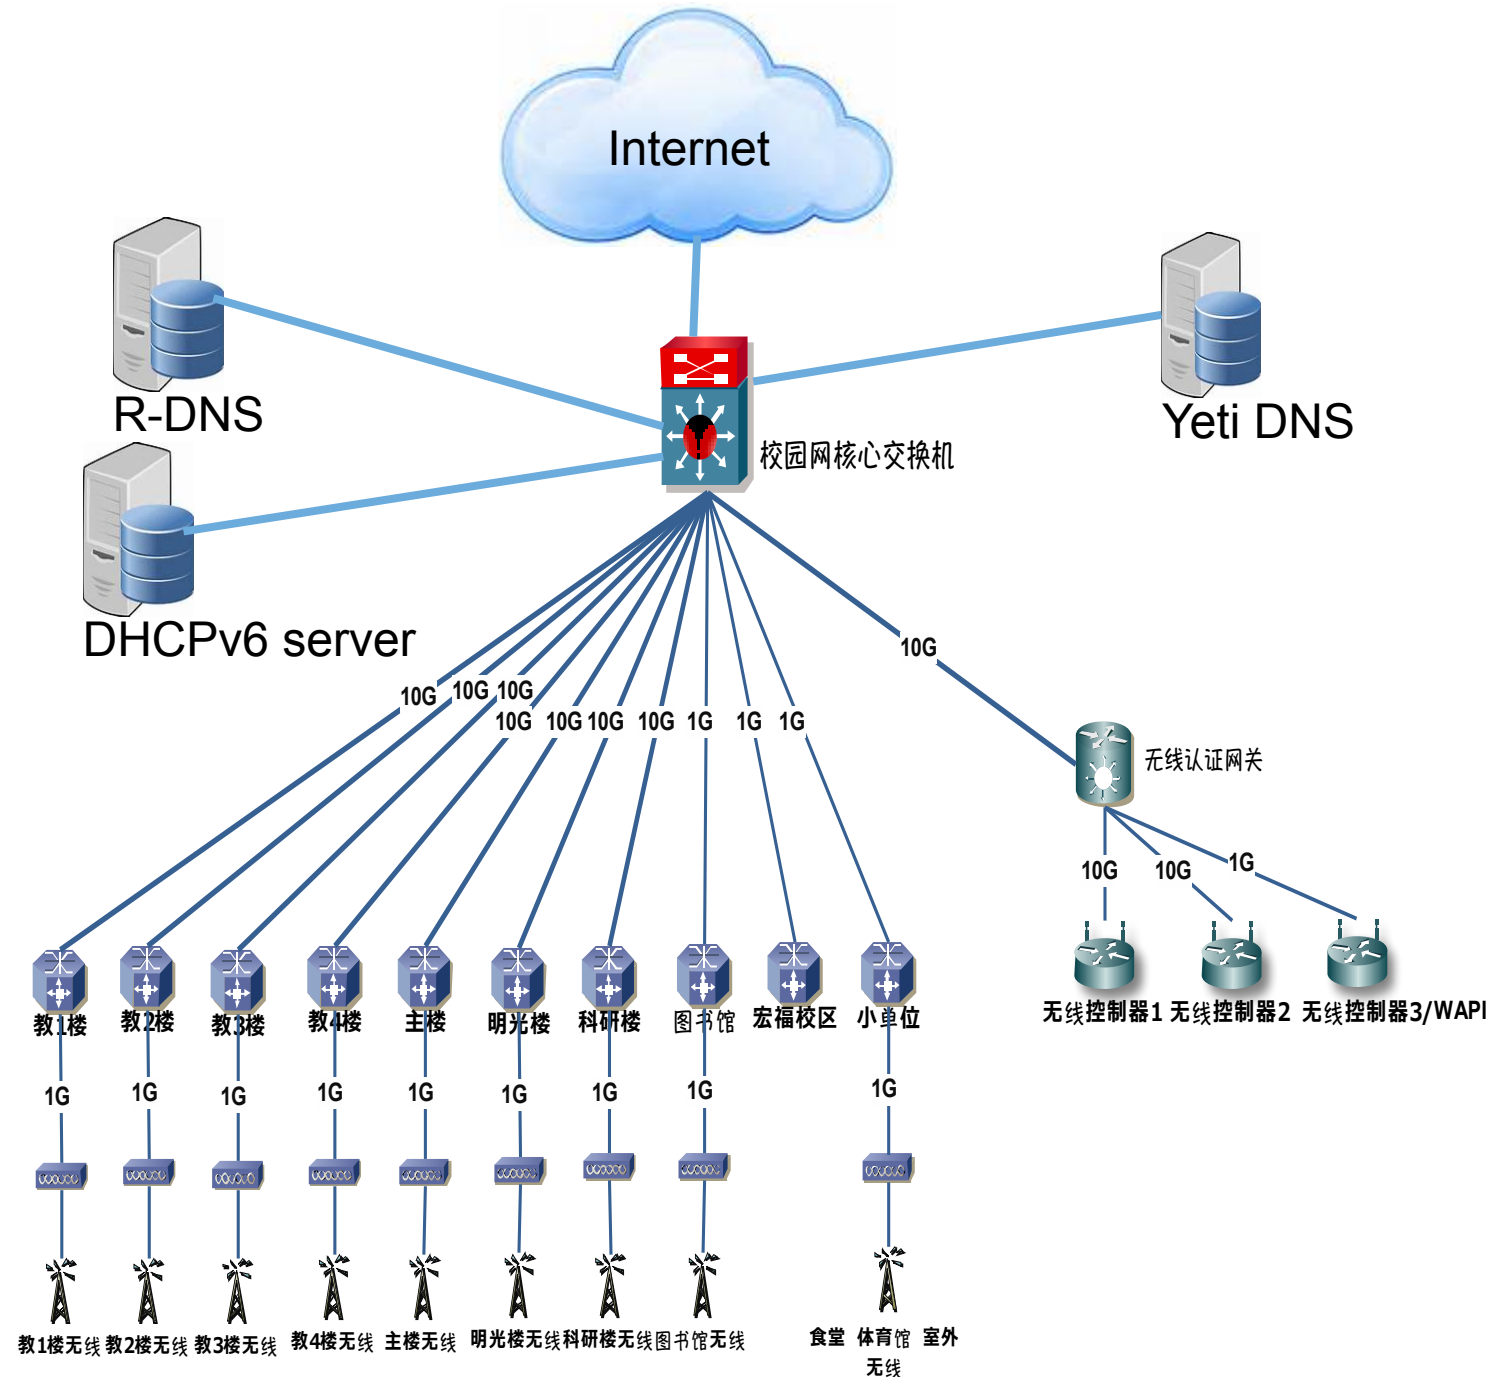 Internet
R-DNS
Yeti DNS
校园网核心交换机
DHCPv6 server
10G
10G 10G 10G
10G 10G 10G 10G 1G 1G 1G
无线认证网关
10G 10G 1G
无线控制器1 无线控制器2 无线控制器3/WAPI
教1楼 教2楼 教3楼 教4楼 主楼 明光楼 科研楼 图书馆 宏福校区 小单位
1G 1G 1G 1G 1G 1G 1G 1G 1G
教1楼无线 教2楼无线 教3楼无线 教4楼无线 主楼无线 明光楼无线 科研楼无线 图书馆无线 食堂 体育馆 室外
无线